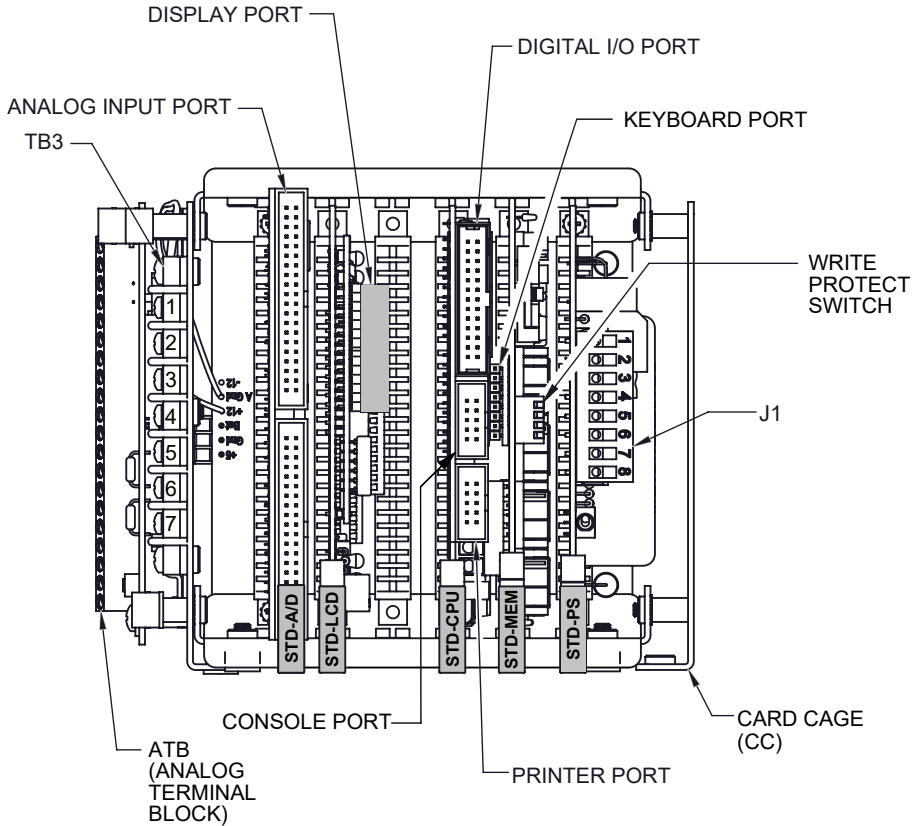 DISPLAY PORT
DIGITAL I/O PORT
ANALOG INPUT PORT
KEYBOARD PORT
TB3
WRITE
PROTECT
SWITCH
1
2
3
4
5
6
7
-12
A Gnd
+12
Bat
Gnd
+5
1
2
3
4
5
6
7
8
J1
STD-A/D
STD-LCD
STD-CPU
STD-MEM
STD-PS
CONSOLE PORT
CARD CAGE
(CC)
ATB
(ANALOG
TERMINAL
BLOCK)
PRINTER PORT